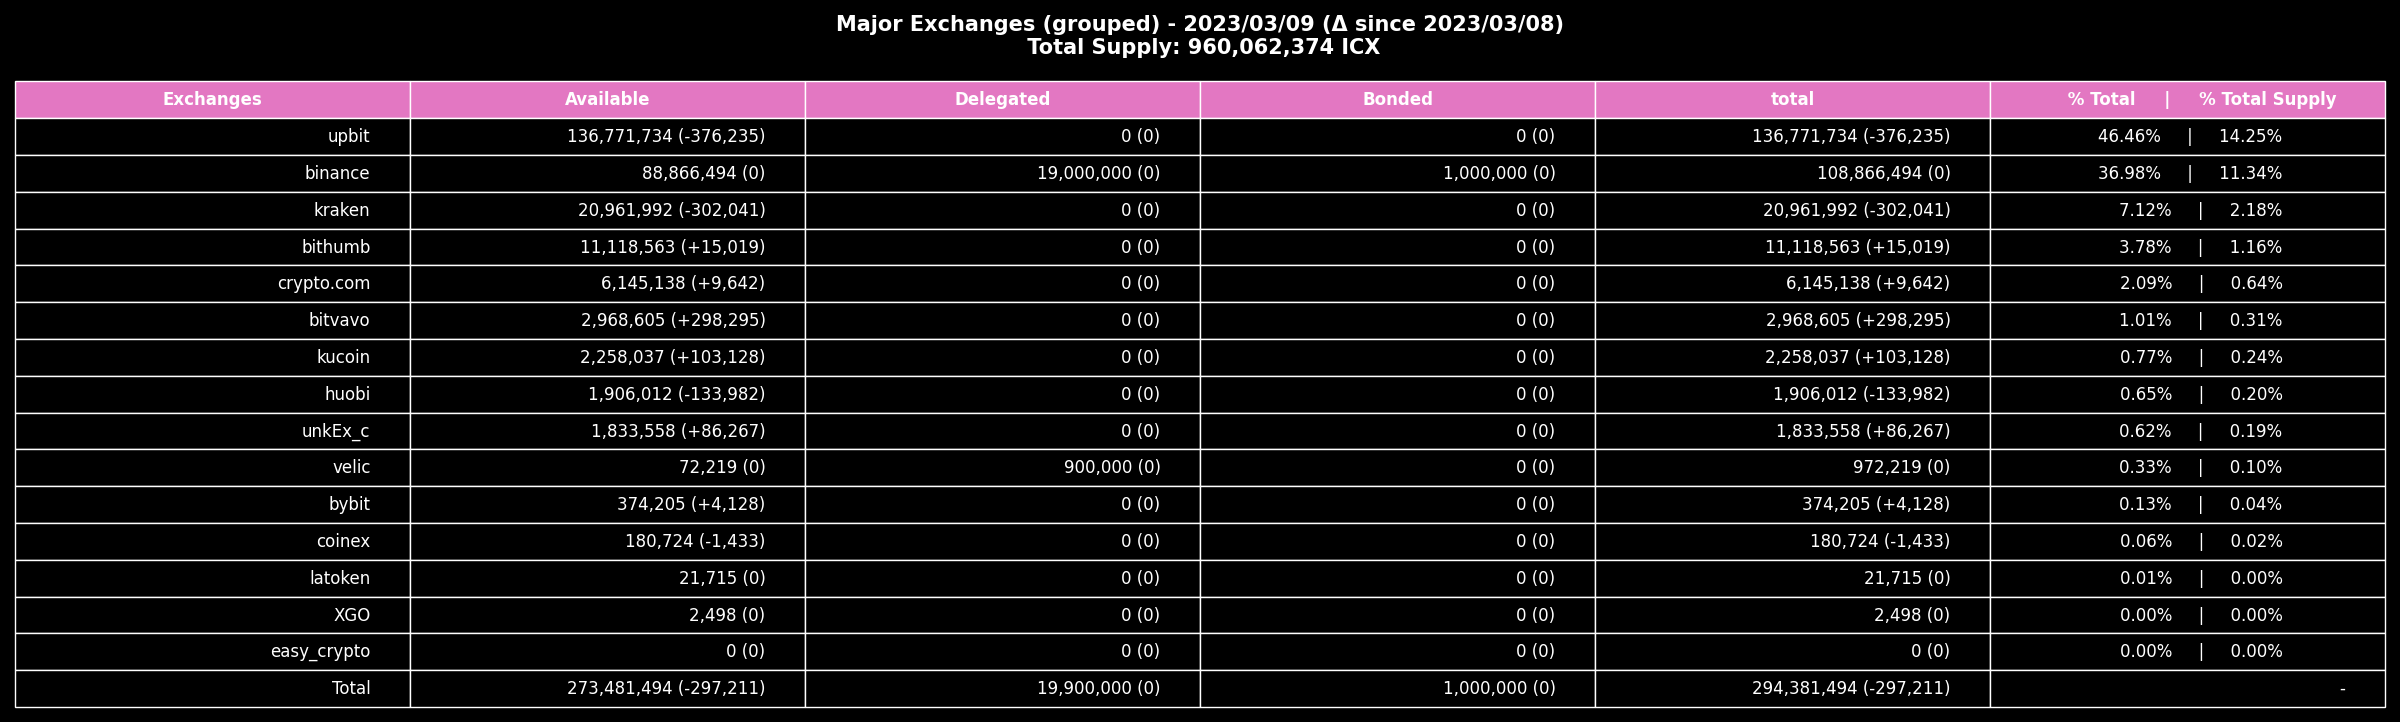 Major Exchanges (grouped) - 2023/03/09 (Δ since 2023/03/08)
Total Supply: 960,062,374 ICX
Exchanges Available Delegated Bonded total % Total | % Total Supply
upbit 136,771,734 (-376,235) 0 (0) 0 (0) 136,771,734 (-376,235) 46.46% | 14.25%
binance 88,866,494 (0) 19,000,000 (0) 1,000,000 (0) 108,866,494 (0) 36.98% | 11.34%
kraken 20,961,992 (-302,041) 0 (0) 0 (0) 20,961,992 (-302,041) 7.12% | 2.18%
bithumb 11,118,563 (+15,019) 0 (0) 0 (0) 11,118,563 (+15,019) 3.78% | 1.16%
crypto.com 6,145,138 (+9,642) 0 (0) 0 (0) 6,145,138 (+9,642) 2.09% | 0.64%
bitvavo 2,968,605 (+298,295) 0 (0) 0 (0) 2,968,605 (+298,295) 1.01% | 0.31%
kucoin 2,258,037 (+103,128) 0 (0) 0 (0) 2,258,037 (+103,128) 0.77% | 0.24%
huobi 1,906,012 (-133,982) 0 (0) 0 (0) 1,906,012 (-133,982) 0.65% | 0.20%
unkEx_c 1,833,558 (+86,267) 0 (0) 0 (0) 1,833,558 (+86,267) 0.62% | 0.19%
velic 72,219 (0) 900,000 (0) 0 (0) 972,219 (0) 0.33% | 0.10%
bybit 374,205 (+4,128) 0 (0) 0 (0) 374,205 (+4,128) 0.13% | 0.04%
coinex 180,724 (-1,433) 0 (0) 0 (0) 180,724 (-1,433) 0.06% | 0.02%
latoken 21,715 (0) 0 (0) 0 (0) 21,715 (0) 0.01% | 0.00%
XGO 2,498 (0) 0 (0) 0 (0) 2,498 (0) 0.00% | 0.00%
easy_crypto 0 (0) 0 (0) 0 (0) 0 (0) 0.00% | 0.00%
Total 273,481,494 (-297,211) 19,900,000 (0) 1,000,000 (0) 294,381,494 (-297,211) -